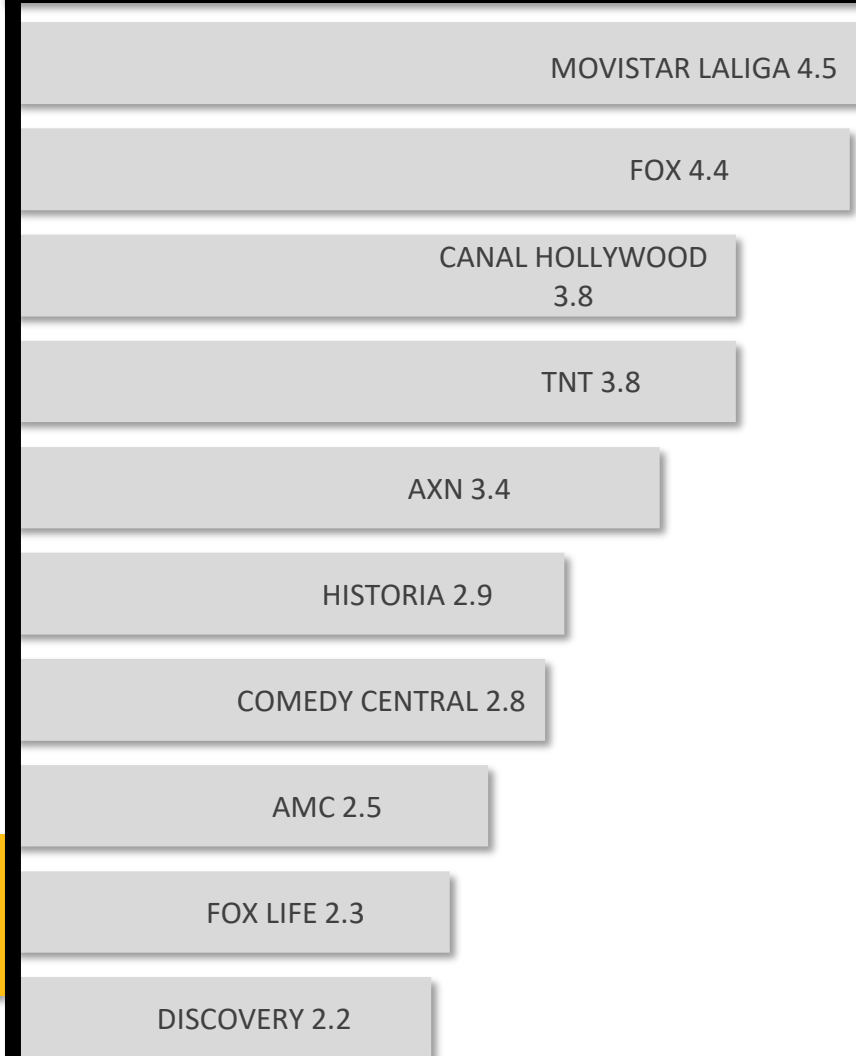 MOVISTAR LALIGA 4.5
FOX 4.4
CANAL HOLLYWOOD
3.8
TNT 3.8
AXN 3.4
HISTORIA 2.9
COMEDY CENTRAL 2.8
AMC 2.5
FOX LIFE 2.3
DISCOVERY 2.2